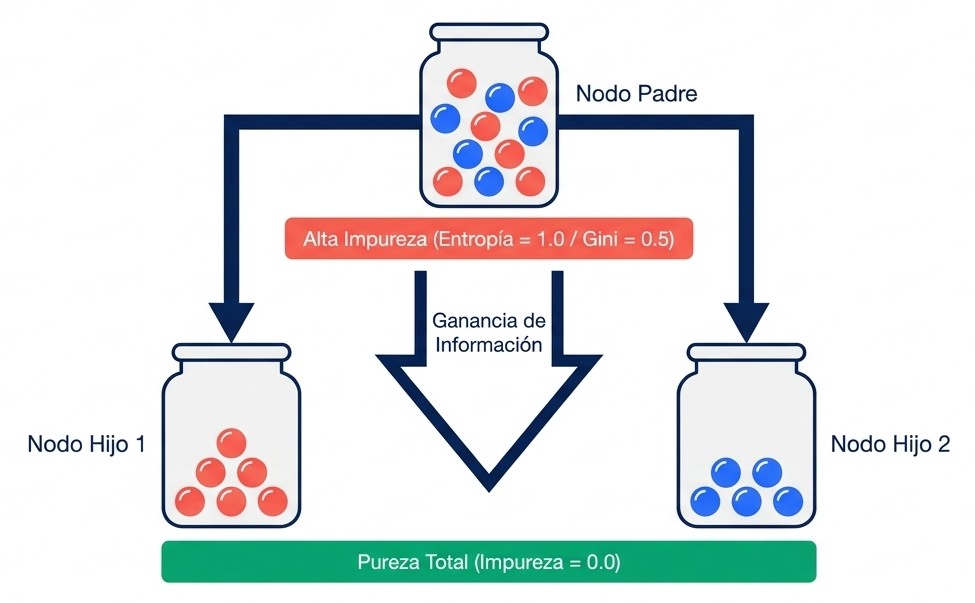 Nodo Padre
Alta Impureza (Entropía = 1.0 / Gini = 0.5)
Ganancia de
Información
Nodo Hijo 1
Nodo Hijo 2
Pureza Total (Impureza = 0.0)